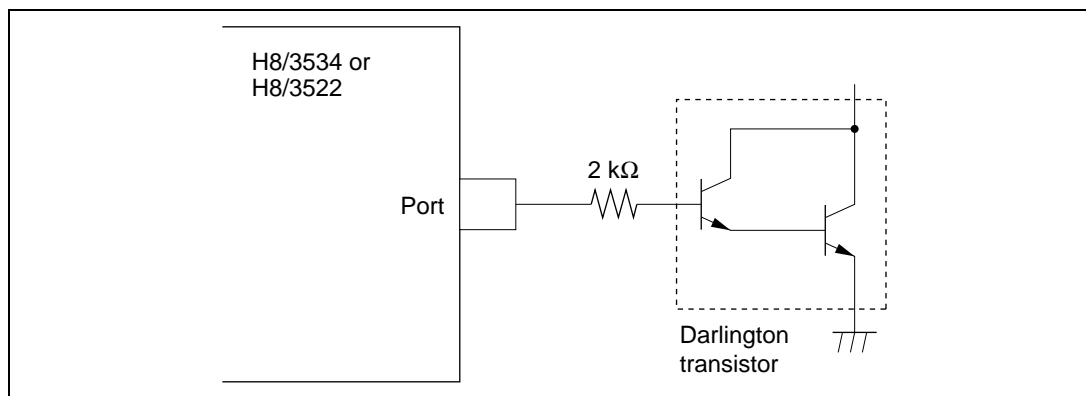 H8/3534 or
H8/3522
Port
2 kΩ
Darlington
transistor